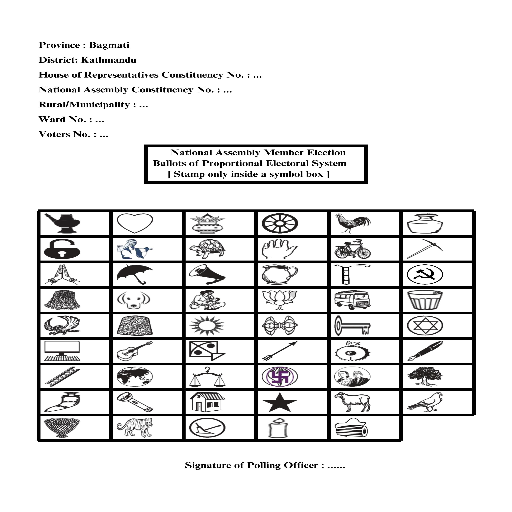 Province : Bagmati
District: Kathmandu
House of Representatives Constituency No. : ...
National Assembly Constituency No. : ...
Rural/Municipality : ...
Ward No. : ...
Voters No. : ...
National Assembly Member Election
Ballots of Proportional Electoral System
[ Stamp only inside a symbol box ]
Signature of Polling Officer : ......